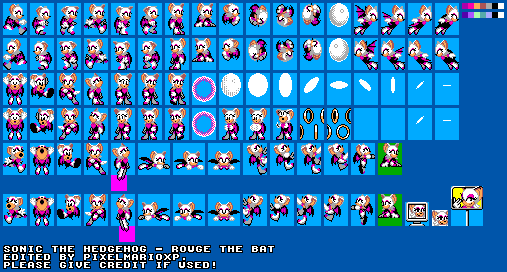 SONIC THE HEDGEHOG - ROUGE THE BAT
EDITED BY PIXELMARIOXP.
PLEASE GIVE CREDIT IF USED!